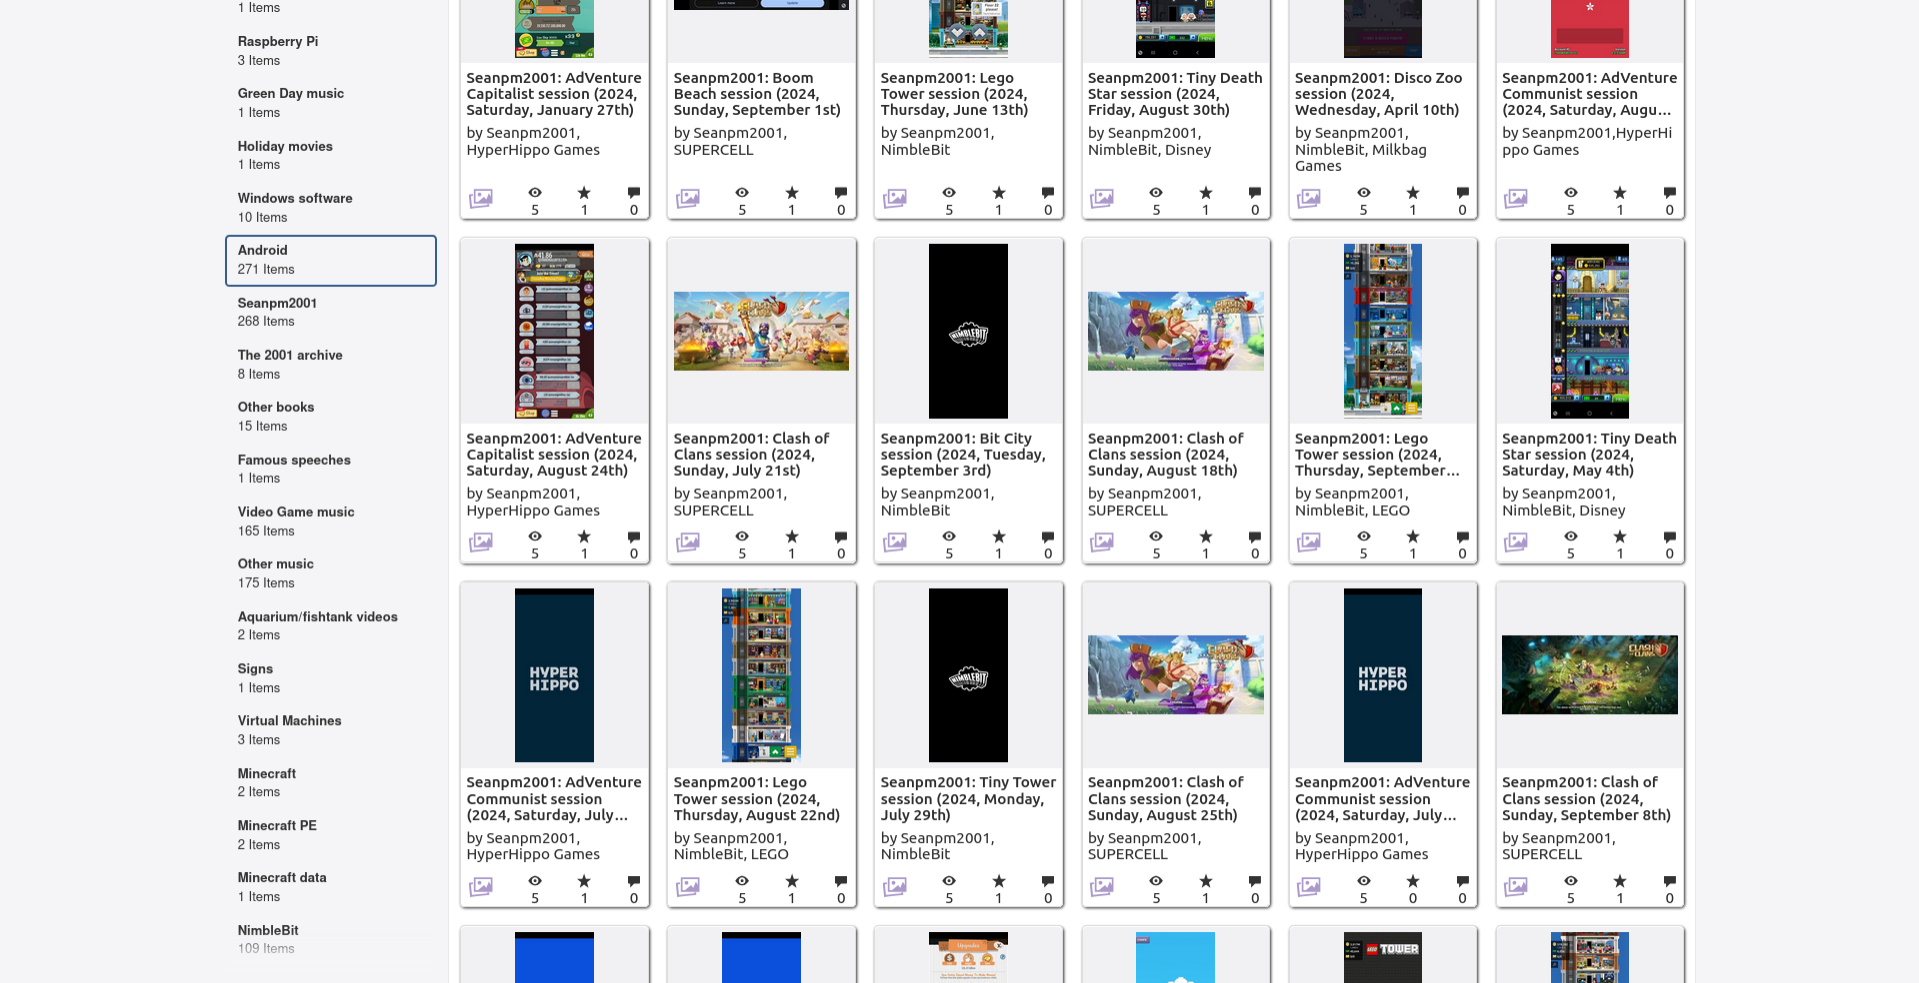 1 Items
Raspberry Pi
3 Items
Green Day music
1 Items
Holiday movies
1 Items
Windows software
10 Items
Android
271 Items
Seanpm2001
268 Items
The 2001 archive
8 Items
Other books
15 Items
Famous speeches
1 Items
Video Game music
165 Items
Other music
175 Items
Aquarium/fishtank videos
2 Items
Signs
1 Items
Virtual Machines
3 Items
Minecraft
2 Items
Minecraft PE
2 Items
Minecraft data
1 Items
NimbleBit
109 Items
Seanpm2001: AdVenture
Capitalist session (2024,
Saturday, January 27th)
by Seanpm2001,
HyperHippo Games
5 1 0
Seanpm2001: Boom
Beach session (2024,
Sunday, September 1st)
by Seanpm2001,
SUPERCELL
5 1 0
Seanpm2001: Lego
Tower session (2024,
Thursday, June 13th)
by Seanpm2001,
NimbleBit
5 1 0
Seanpm2001: Tiny Death
Star session (2024,
Friday, August 30th)
by Seanpm2001,
NimbleBit, Disney
5 1 0
Seanpm2001: Disco Zoo
session (2024,
Wednesday, April 10th)
by Seanpm2001,
NimbleBit, Milkbag
Games
5 1 0
Seanpm2001: AdVenture
Communist session
(2024, Saturday, Augu...
by Seanpm2001,HyperHi
ppo Games
5 1 0
Seanpm2001: AdVenture
Capitalist session (2024,
Saturday, August 24th)
by Seanpm2001,
HyperHippo Games
5 1 0
CLASH
Seanpm2001: Clash of
Clans session (2024,
Sunday, July 21st)
by Seanpm2001,
SUPERCELL
5 1 0
NIMBLEBIT
Seanpm2001: Bit City
session (2024, Tuesday,
September 3rd)
by Seanpm2001,
NimbleBit
5 1 0
CLASH
Seanpm2001: Clash of
Clans session (2024,
Sunday, August 18th)
by Seanpm2001,
SUPERCELL
5 1 0
Seanpm2001: Lego
Tower session (2024,
Thursday, September...
by Seanpm2001,
NimbleBit, LEGO
5 1 0
Seanpm2001: Tiny Death
Star session (2024,
Saturday, May 4th)
by Seanpm2001,
NimbleBit, Disney
5 1 0
HYPER
HIPPO
Seanpm2001: AdVenture
Communist session
(2024, Saturday, July...
by Seanpm2001,
HyperHippo Games
5 1 0
Seanpm2001: Lego
Tower session (2024,
Thursday, August 22nd)
by Seanpm2001,
NimbleBit, LEGO
5 1 0
NIMBLEBIT
Seanpm2001: Tiny Tower
session (2024, Monday,
July 29th)
by Seanpm2001,
NimbleBit
5 1 0
CLASH
Seanpm2001: Clash of
Clans session (2024,
Sunday, August 25th)
by Seanpm2001,
SUPERCELL
5 1 0
HYPER
HIPPO
Seanpm2001: AdVenture
Communist session
(2024, Saturday, July...
by Seanpm2001,
HyperHippo Games
5 0 0
CLASH
CLANS
Seanpm2001: Clash of
Clans session (2024,
Sunday, September 8th)
by Seanpm2001,
SUPERCELL
5 1 0
Upgrades
LEGO TOWER